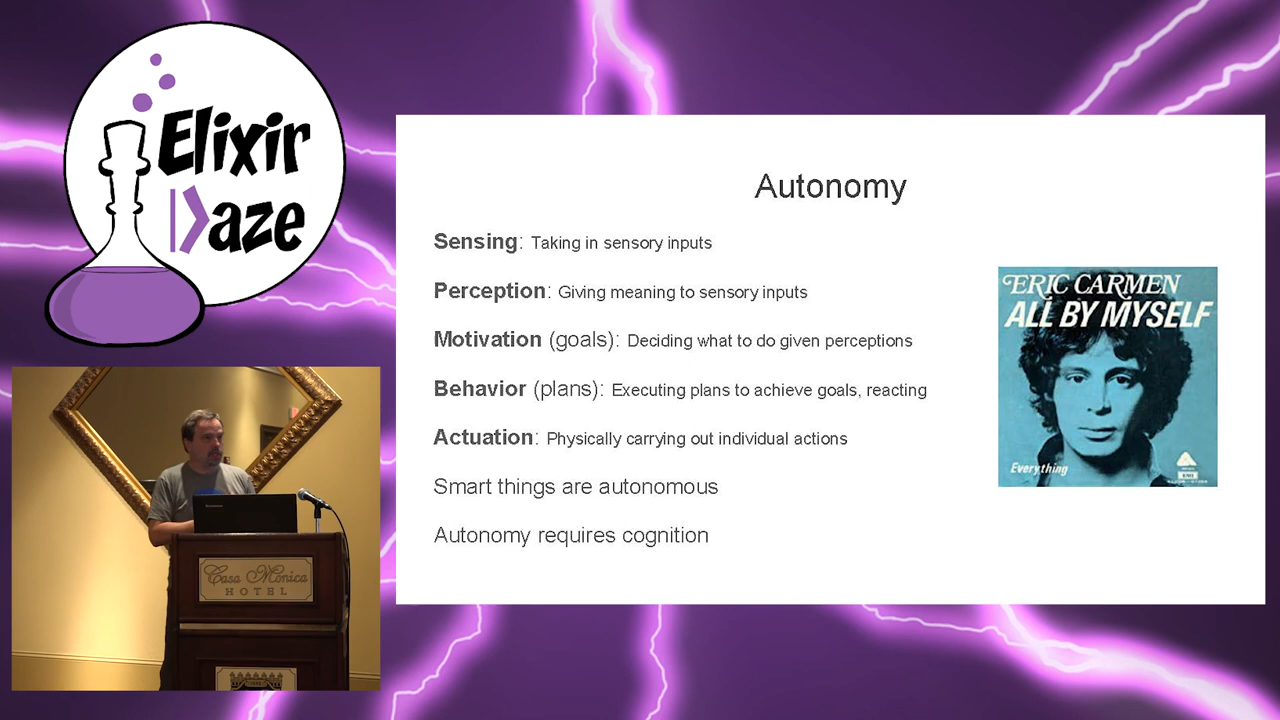 Elixir
Daze
Autonomy
Sensing: Taking in sensory inputs
Perception: Giving meaning to sensory inputs
Motivation (goals): Deciding what to do given perceptions
Behavior (plans): Executing plans to achieve goals, reacting
Actuation: Physically carrying out individual actions
Smart things are autonomous
Autonomy requires cognition
ERIC CARMEN
ALL BY MYSELF
Everything
EMI
Casa Monica
HOTEL